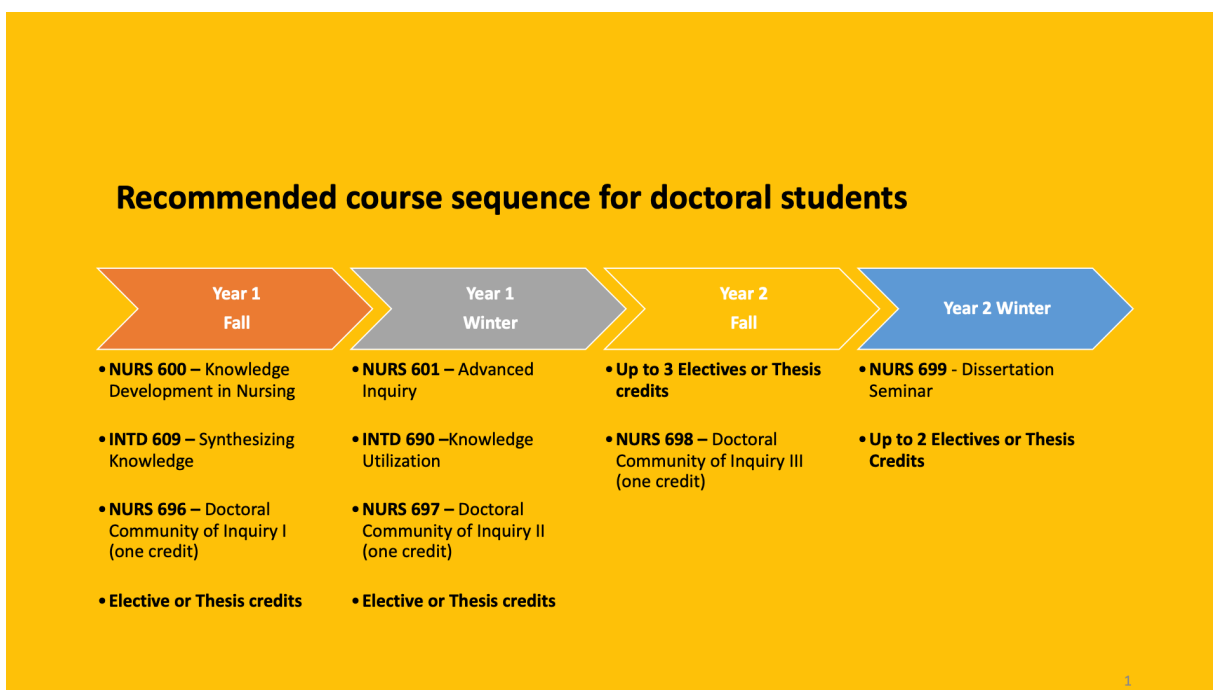 Recommended course sequence for doctoral students
Year 1
Fall
• NURS 600 – Knowledge
Development in Nursing
• INTD 609 – Synthesizing
Knowledge
• NURS 696 – Doctoral
Community of Inquiry I
(one credit)
• Elective or Thesis credits
Year 1
Winter
• NURS 601 – Advanced
Inquiry
• INTD 690 –Knowledge
Utilization
• NURS 697 – Doctoral
Community of Inquiry II
(one credit)
• Elective or Thesis credits
Year 2
Fall
• Up to 3 Electives or Thesis
credits
• NURS 698 – Doctoral
Community of Inquiry III
(one credit)
Year 2 Winter
• NURS 699 - Dissertation
Seminar
• Up to 2 Electives or Thesis
Credits
1